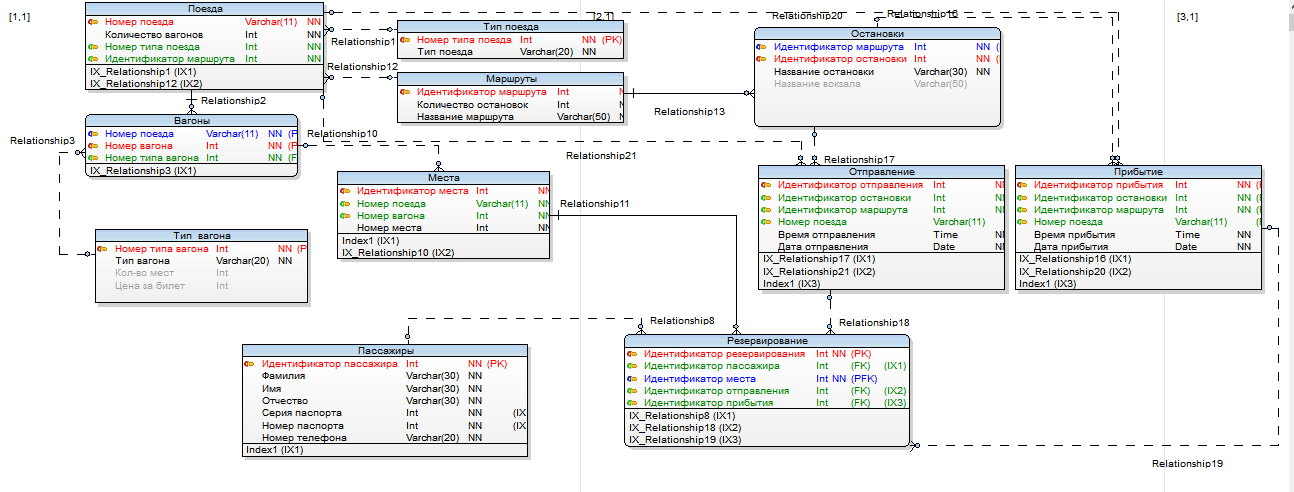 [1,1]
[2,1]
[3,1]
Поезда
Номер поезда Varchar(11) NN
Количество вагонов Int NN
Номер типа поезда Int NN
Идентификатор маршрута Int NN
IX_Relationship1 (IX1)
IX_Relationship12 (IX2)
Relationship1
Relationship12
Relationship2
Тип поезда
Номер типа поезда Int NN (PK)
Тип поезда Varchar(20) NN
Маршруты
Идентификатор маршрута Int
Количество остановок Int
Название маршрута Varchar(50)
Relationship13
Relationship20
Relationship16
Остановки
Идентификатор маршрута Int NN (
Идентификатор остановки Int NN (
Название остановки Varchar(30) NN
Название вокзала Varchar(50)
Вагоны
Номер поезда Varchar(11) NN (P
Номер вагона Int NN (P
Номер типа вагона Int NN (F
IX_Relationship3 (IX1)
Relationship3
Relationship10
Relationship21
Relationship17
Места
Идентификатор места Int NN
Номер поезда Varchar(11) NN
Номер вагона Int NN
Номер места Int NN
Index1 (IX1)
IX_Relationship10 (IX2)
Relationship11
Отправление
Идентификатор отправления Int
Идентификатор остановки Int
Идентификатор маршрута Int
Номер поезда Varchar(11)
Время отправления Time
Дата отправления Date
IX_Relationship17 (IX1)
IX_Relationship21 (IX2)
Index1 (IX3)
Прибытие
Идентификатор прибытия Int NN (
Идентификатор остановки Int NN (
Идентификатор маршрута Int NN (
Номер поезда Varchar(11) (
Время прибытия Time NN
Дата прибытия Date NN
IX_Relationship16 (IX1)
IX_Relationship20 (IX2)
Index1 (IX3)
Тип вагона
Номер типа вагона Int NN (P
Тип вагона Varchar(20) NN
Кол-во мест Int
Цена за билет Int
Relationship8
Relationship18
Пассажиры
Идентификатор пассажира Int NN (PK)
Фамилия Varchar(30) NN
Имя Varchar(30) NN
Отчество Varchar(30) NN
Серия паспорта Int NN (IX
Номер паспорта Int NN (IX
Номер телефона Varchar(20) NN
Index1 (IX1)
Резервирование
Идентификатор резервирования Int NN (PK)
Идентификатор пассажира Int (FK) (IX1)
Идентификатор места Int NN (PFK)
Идентификатор отправления Int (FK) (IX2)
Идентификатор прибытия Int (FK) (IX3)
IX_Relationship8 (IX1)
IX_Relationship18 (IX2)
IX_Relationship19 (IX3)
Relationship19